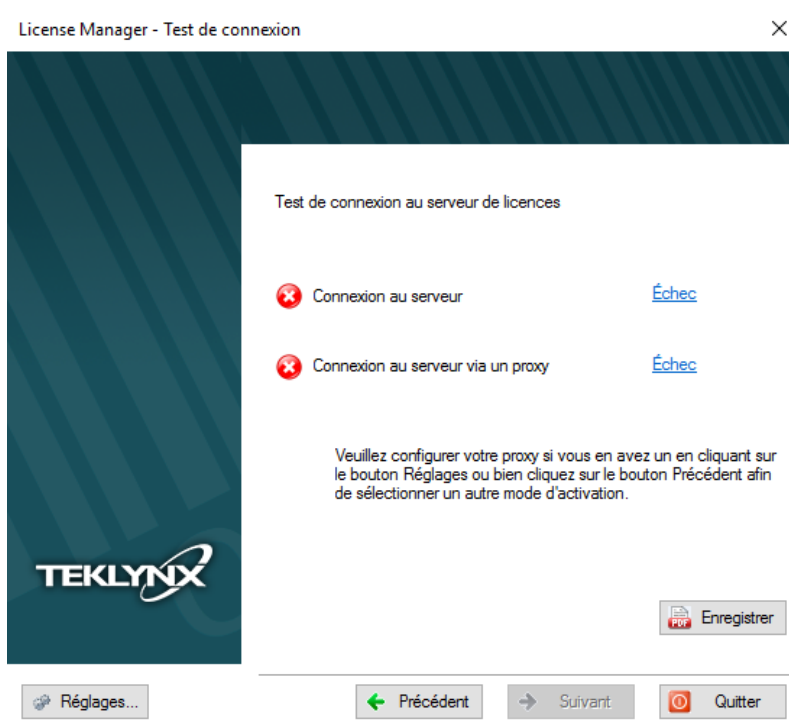 License Manager - Test de connexion
Test de connexion au serveur de licences
Connexion au serveur Échec
Connexion au serveur via un proxy Échec
Veuillez configurer votre proxy si vous en avez un en cliquant sur
le bouton Réglages ou bien cliquez sur le bouton Précédent afin
de sélectionner un autre mode d'activation.
TEKLYNX
PDF Enregistrer
Réglages... Précédent Suivant Quitter